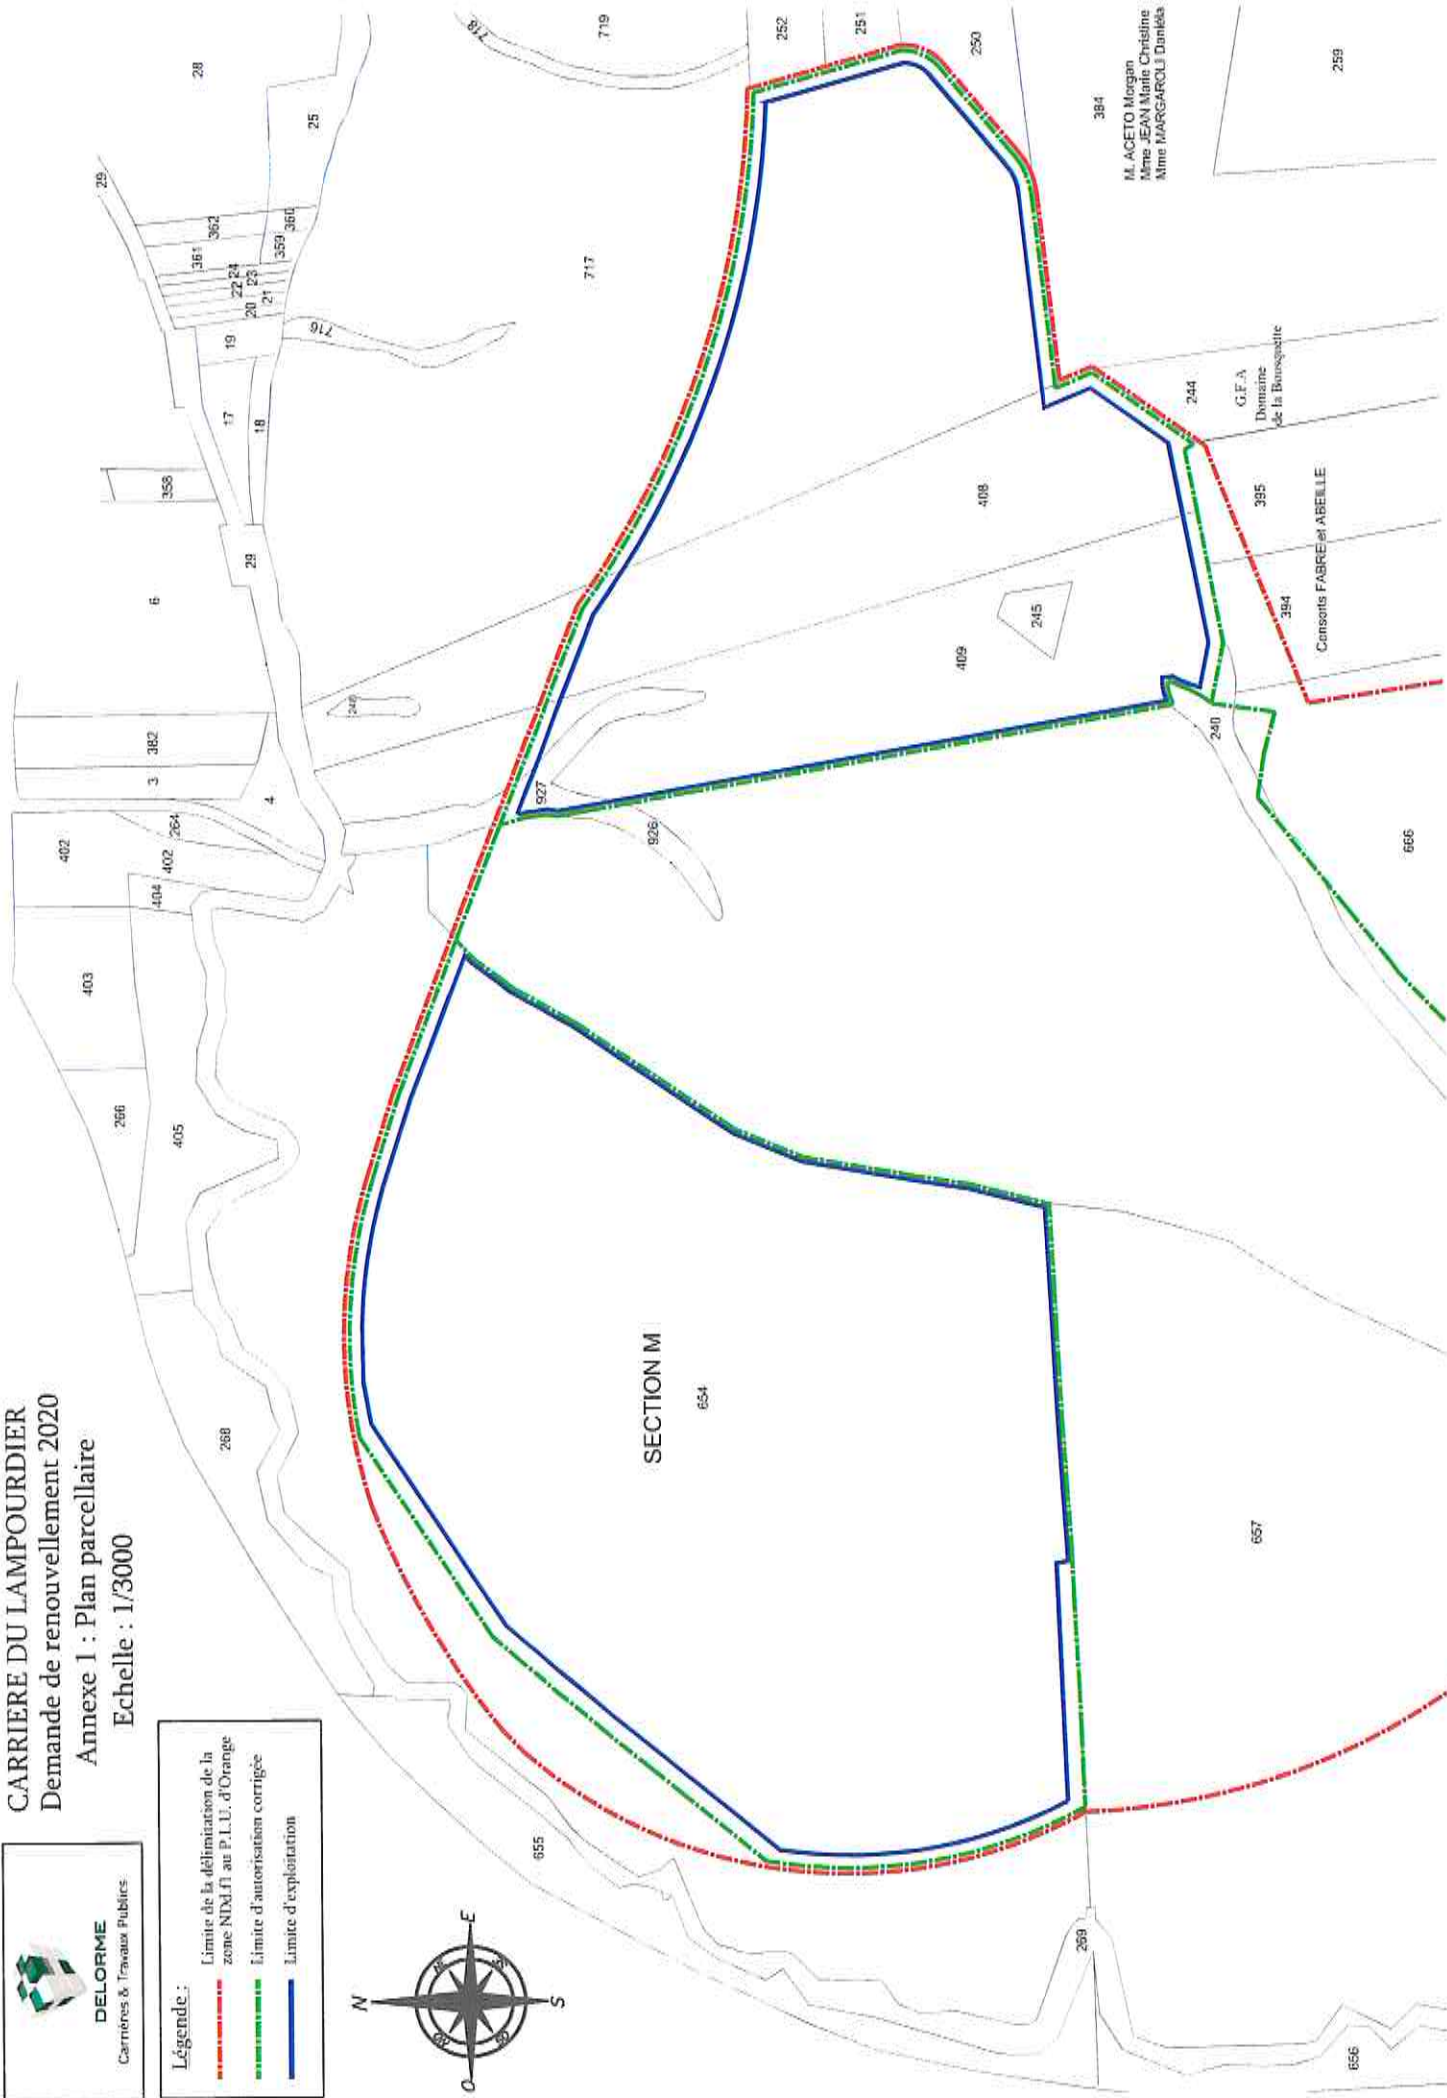 CARRIERE DU LAMPOURDIER
Demande de renouvellement 2020
Annexe 1 : Plan parcellaire
Echelle : 1/3000
DELORME
Carrières & Travaux Publics
Légende :
Limite de la délimitation de la
zone NDd.f1 au P.L.U. d'Orange
Limite d'autorisation corrigée
Limite d'exploitation
N
E
S
O
SECTION M
654
655
656
657
269
268
405
266
403
404
402
402
264
3
382
4
6
29
358
17
18
19
20
22
21
24
23
361
362
359
360
29
25
28
716
717
718
719
252
251
250
384
M. ACETO Morgan
Mme JEAN Marie Christine
Mme MARGAROLI Daniéla
259
244
G.F.A
Domaine
de la Bousquette
395
394
Consorts FABRE et ABEILLE
408
409
245
246
927
926
240
666